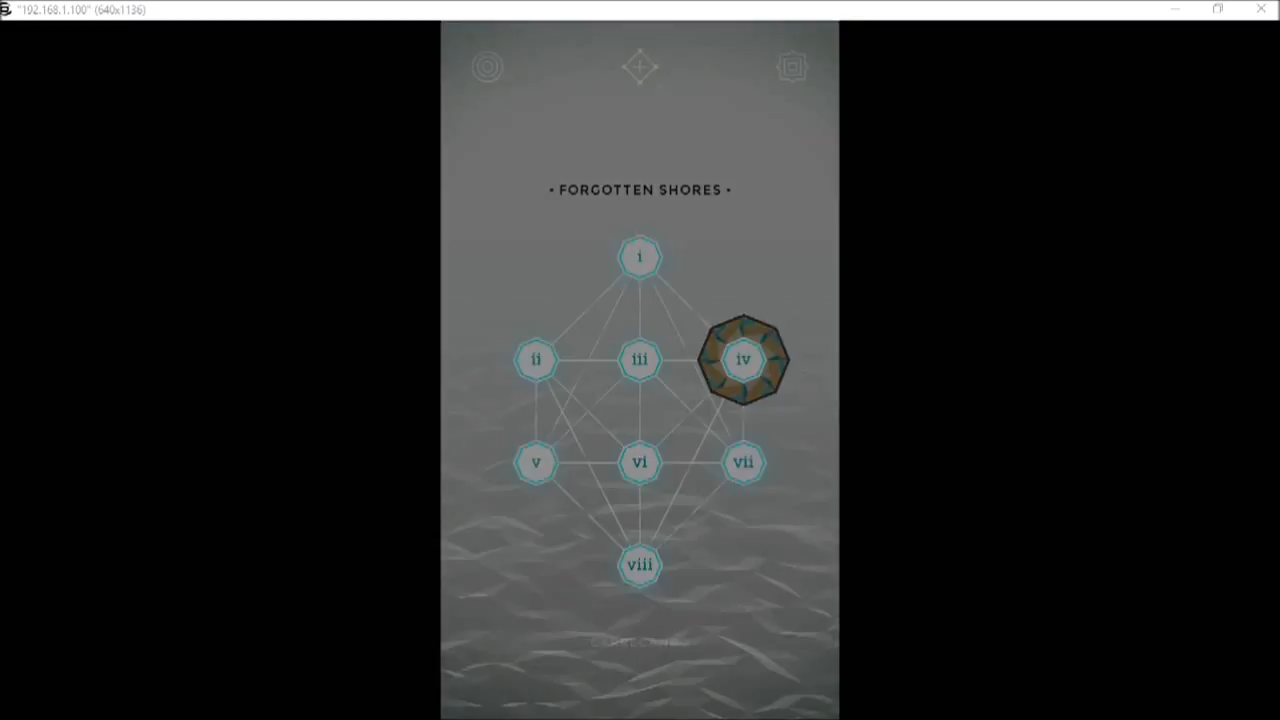 "192.168.1.100" (640x1136)
• FORGOTTEN SHORES •
i
ii iii iv
v vi vii
viii